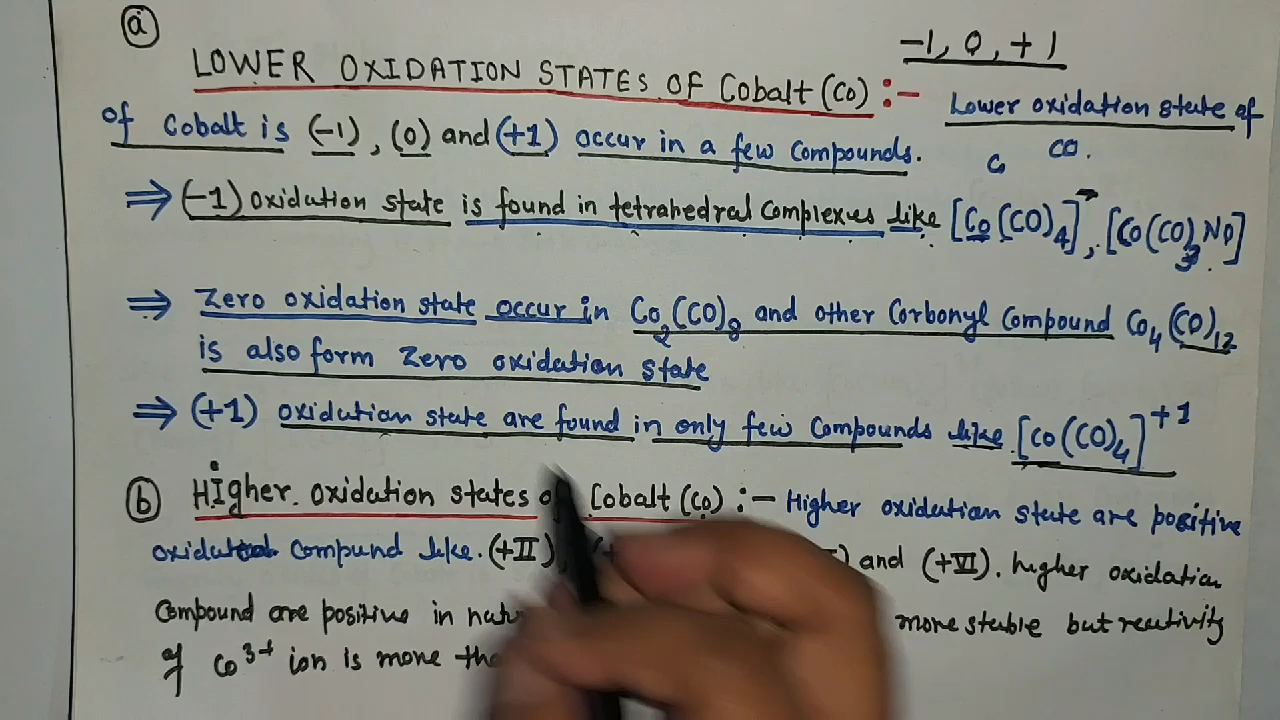 (a)
-1, 0, +1
LOWER OXIDATION STATES OF Cobalt (Co) :- Lower oxidation state of
Co.
of Cobalt is (-1), (0) and (+1) occur in a few compounds.
⇒ (-1) oxidation state is found in tetrahedral Complexes like [Co(CO)4]⁻, [Co(CO)3NO]
⇒ Zero oxidation state occur in Co2(CO)8 and other Corbonyl Compound Co4(CO)12
is also form Zero oxidation state
⇒ (+1) oxidation state are found in only few Compounds like [Co(CO)4]⁺¹
(b) Higher. oxidation states of Cobalt (Co) :- Higher oxidation state are positive
Compund like. (+II), and (+VI). higher oxidation
Compound are positive in more stable but reactivity
of Co³⁺ ion is more